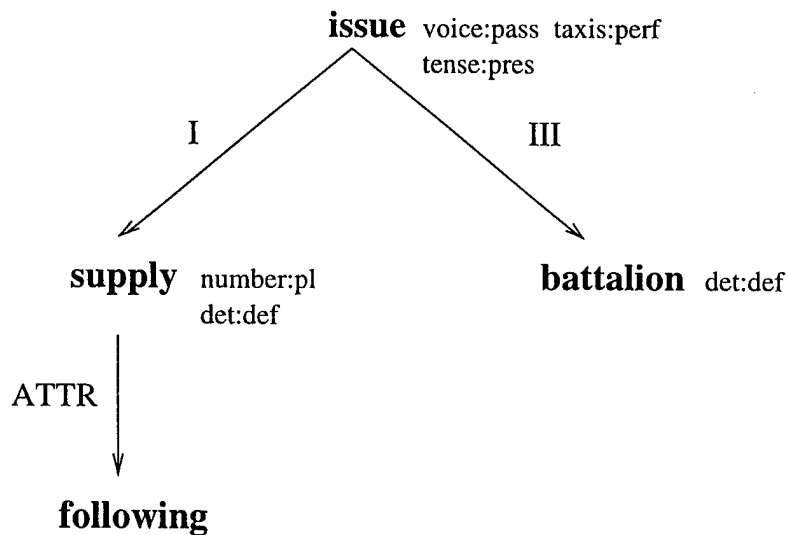 issue voice:pass taxis:perf
tense:pres
I
III
supply number:pl
det:def
battalion det:def
ATTR
following